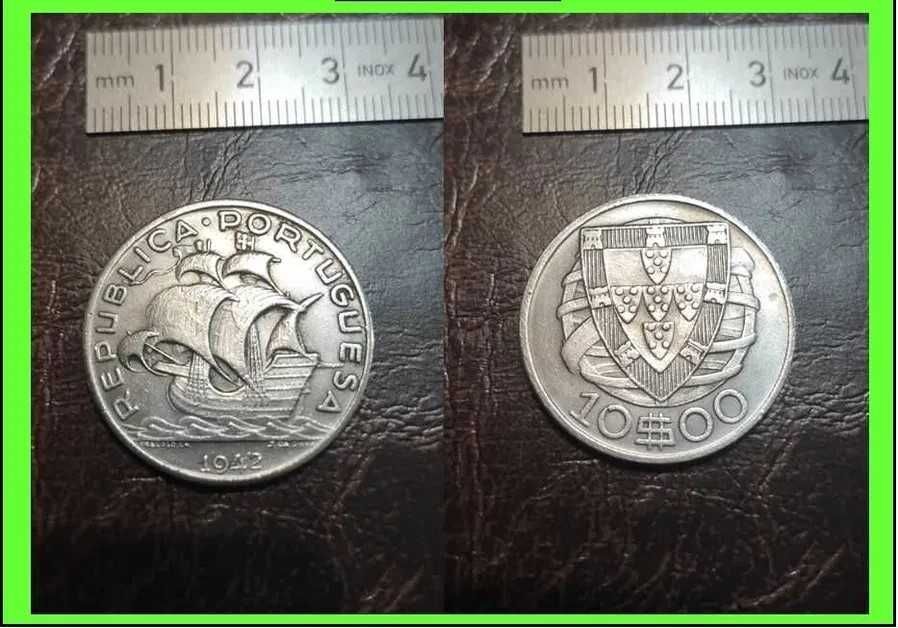 mm 1 2 3 INOX 4
REPUBLICA·PORTUGUESA
1942
mm 1 2 3 INOX 4
10$00